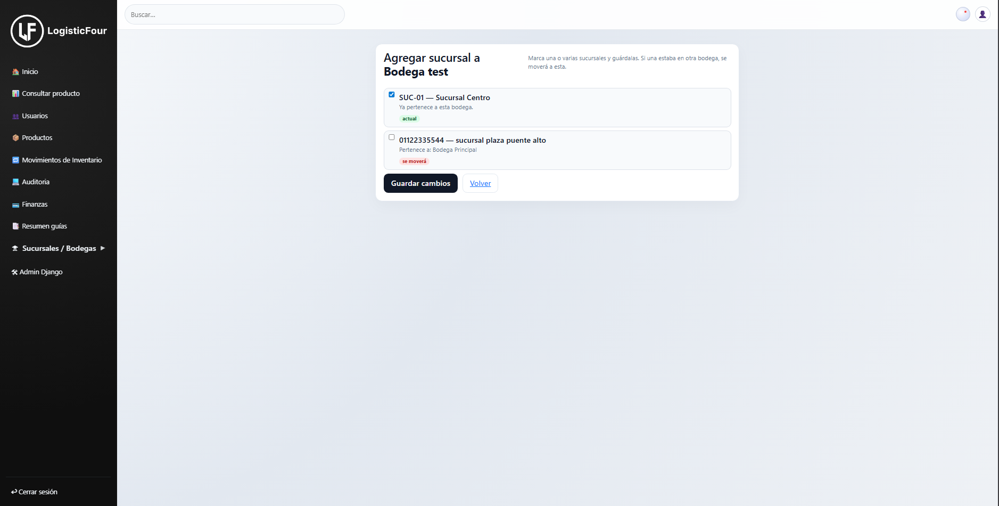 LF LogisticFour
Buscar...
Inicio
Consultar producto
Usuarios
Productos
Movimientos de Inventario
Auditoria
Finanzas
Resumen guías
Sucursales / Bodegas
Admin Django
Cerrar sesión
Agregar sucursal a
Bodega test
Marca una o varias sucursales y guárdalas. Si una estaba en otra bodega, se
moverá a esta.
SUC-01 — Sucursal Centro
Ya pertenece a esta bodega.
actual
01122335544 — sucursal plaza puente alto
Pertenece a: Bodega Principal
se moverá
Guardar cambios
Volver